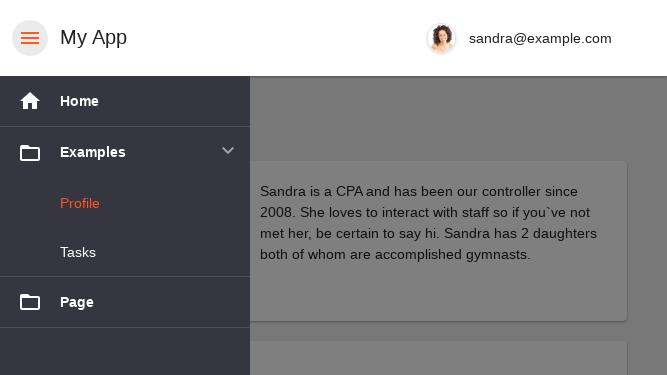 My App
sandra@example.com
Home
Examples
Profile
Tasks
Page
Sandra is a CPA and has been our controller since
2008. She loves to interact with staff so if you`ve not
met her, be certain to say hi. Sandra has 2 daughters
both of whom are accomplished gymnasts.